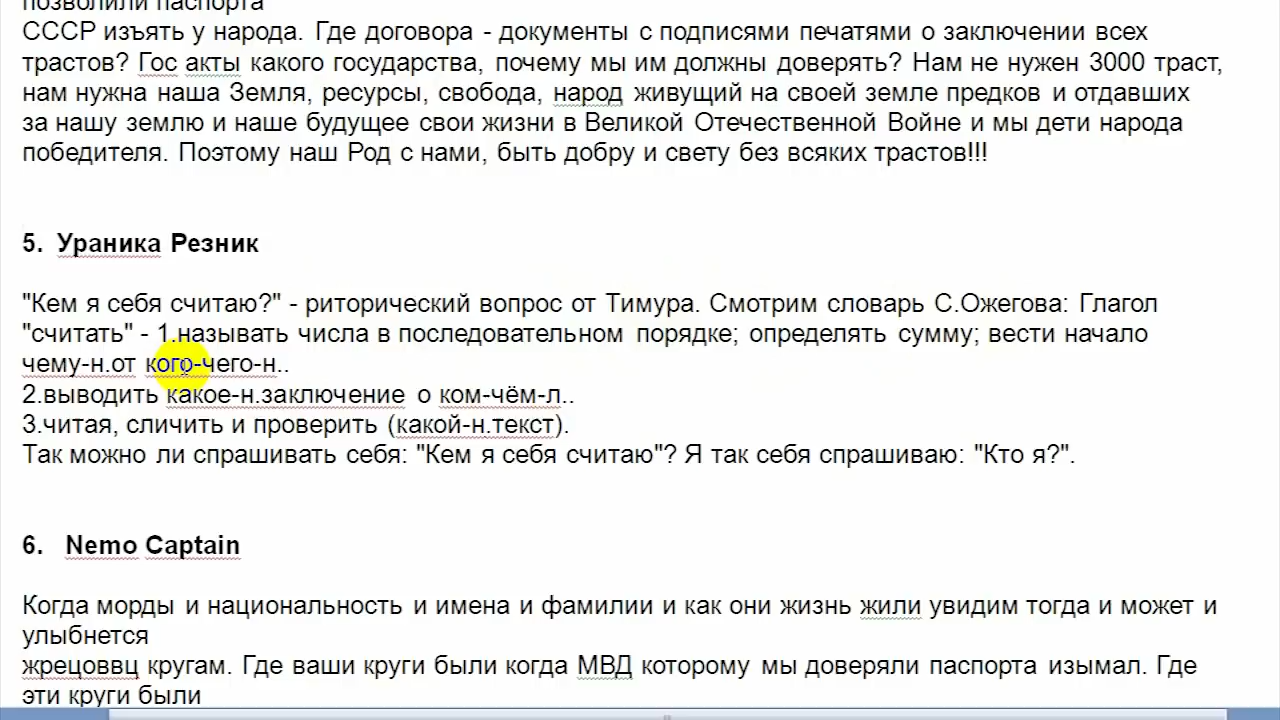 позволили паспорта
СССР изъять у народа. Где договора - документы с подписями печатями о заключении всех
трастов? Гос акты какого государства, почему мы им должны доверять? Нам не нужен 3000 траст,
нам нужна наша Земля, ресурсы, свобода, народ живущий на своей земле предков и отдавших
за нашу землю и наше будущее свои жизни в Великой Отечественной Войне и мы дети народа
победителя. Поэтому наш Род с нами, быть добру и свету без всяких трастов!!!
5. Ураника Резник
"Кем я себя считаю?" - риторический вопрос от Тимура. Смотрим словарь С.Ожегова: Глагол
"считать" - 1.называть числа в последовательном порядке; определять сумму; вести начало
чему-н.от кого-чего-н..
2.выводить какое-н.заключение о ком-чём-л..
3.читая, сличить и проверить (какой-н.текст).
Так можно ли спрашивать себя: "Кем я себя считаю"? Я так себя спрашиваю: "Кто я?".
6. Nemo Captain
Когда морды и национальность и имена и фамилии и как они жизнь жили увидим тогда и может и
улыбнется
жрецоввц кругам. Где ваши круги были когда МВД которому мы доверяли паспорта изымал. Где
эти круги были